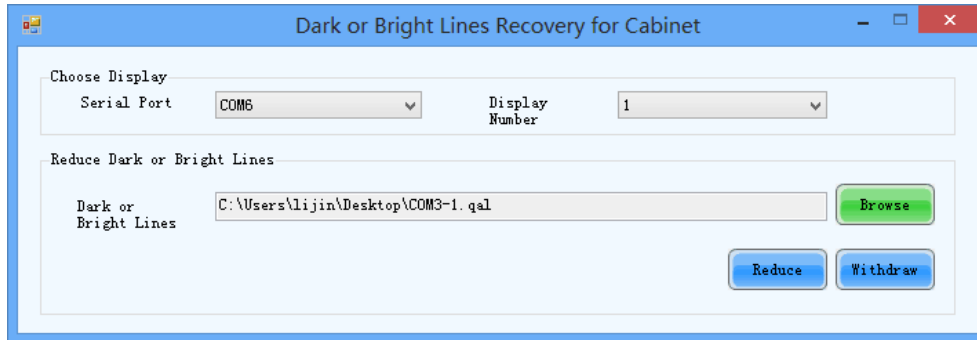 Dark or Bright Lines Recovery for Cabinet
Choose Display
Serial Port
COM6
Display
Number
1
Reduce Dark or Bright Lines
Dark or
Bright Lines
C:\Users\lijin\Desktop\COM3-1.qal
Browse
Reduce
Withdraw